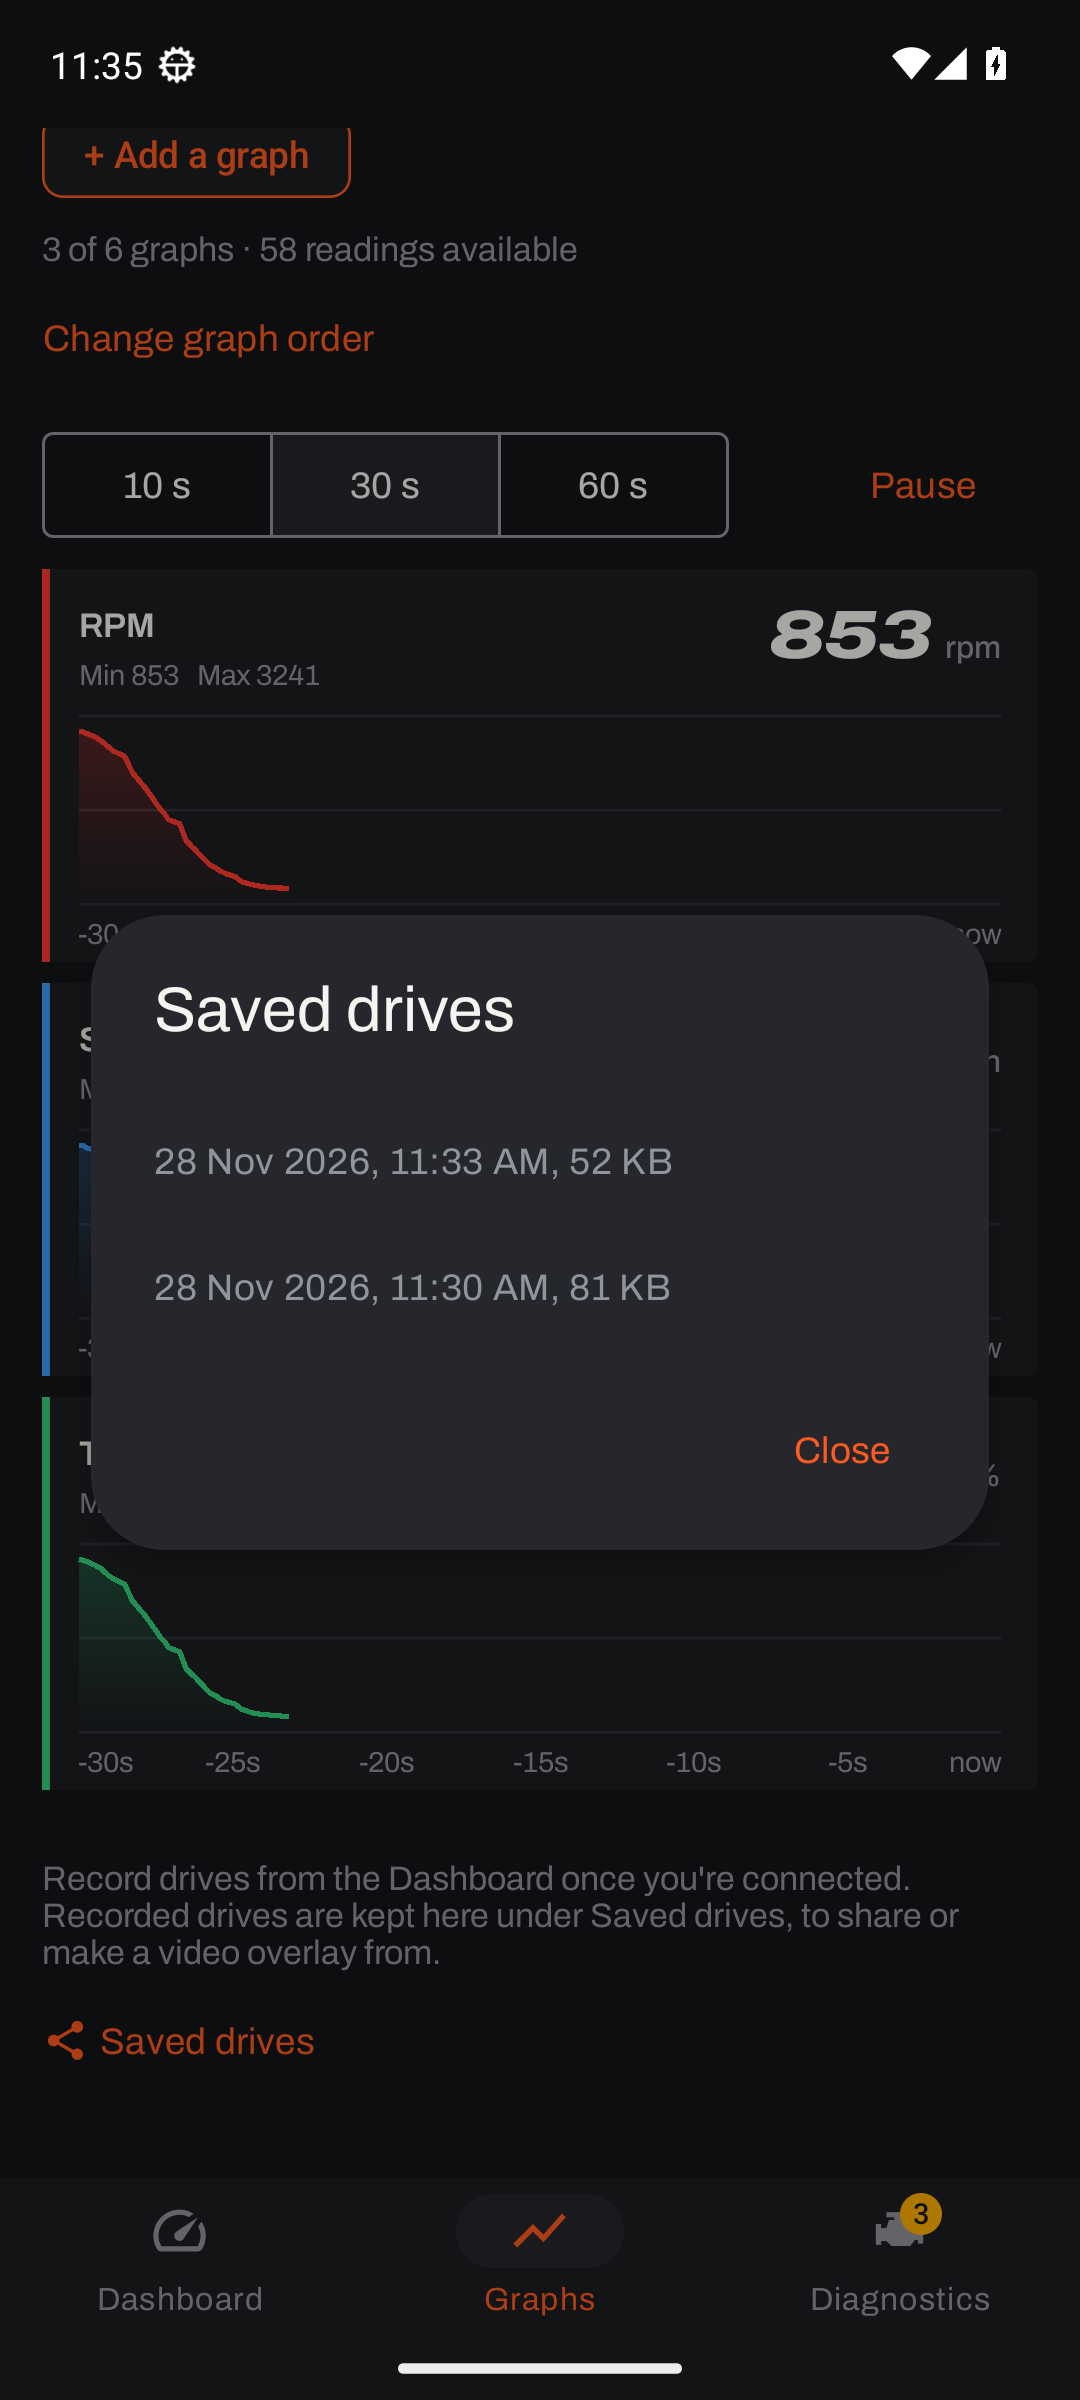 11:35
+ Add a graph
3 of 6 graphs · 58 readings available
Change graph order
10 s 30 s 60 s Pause
RPM 853 rpm
Min 853 Max 3241
Saved drives
28 Nov 2026, 11:33 AM, 52 KB
28 Nov 2026, 11:30 AM, 81 KB
Close
%
-30s -25s -20s -15s -10s -5s now
Record drives from the Dashboard once you're connected.
Recorded drives are kept here under Saved drives, to share or
make a video overlay from.
Saved drives
3
Dashboard Graphs Diagnostics